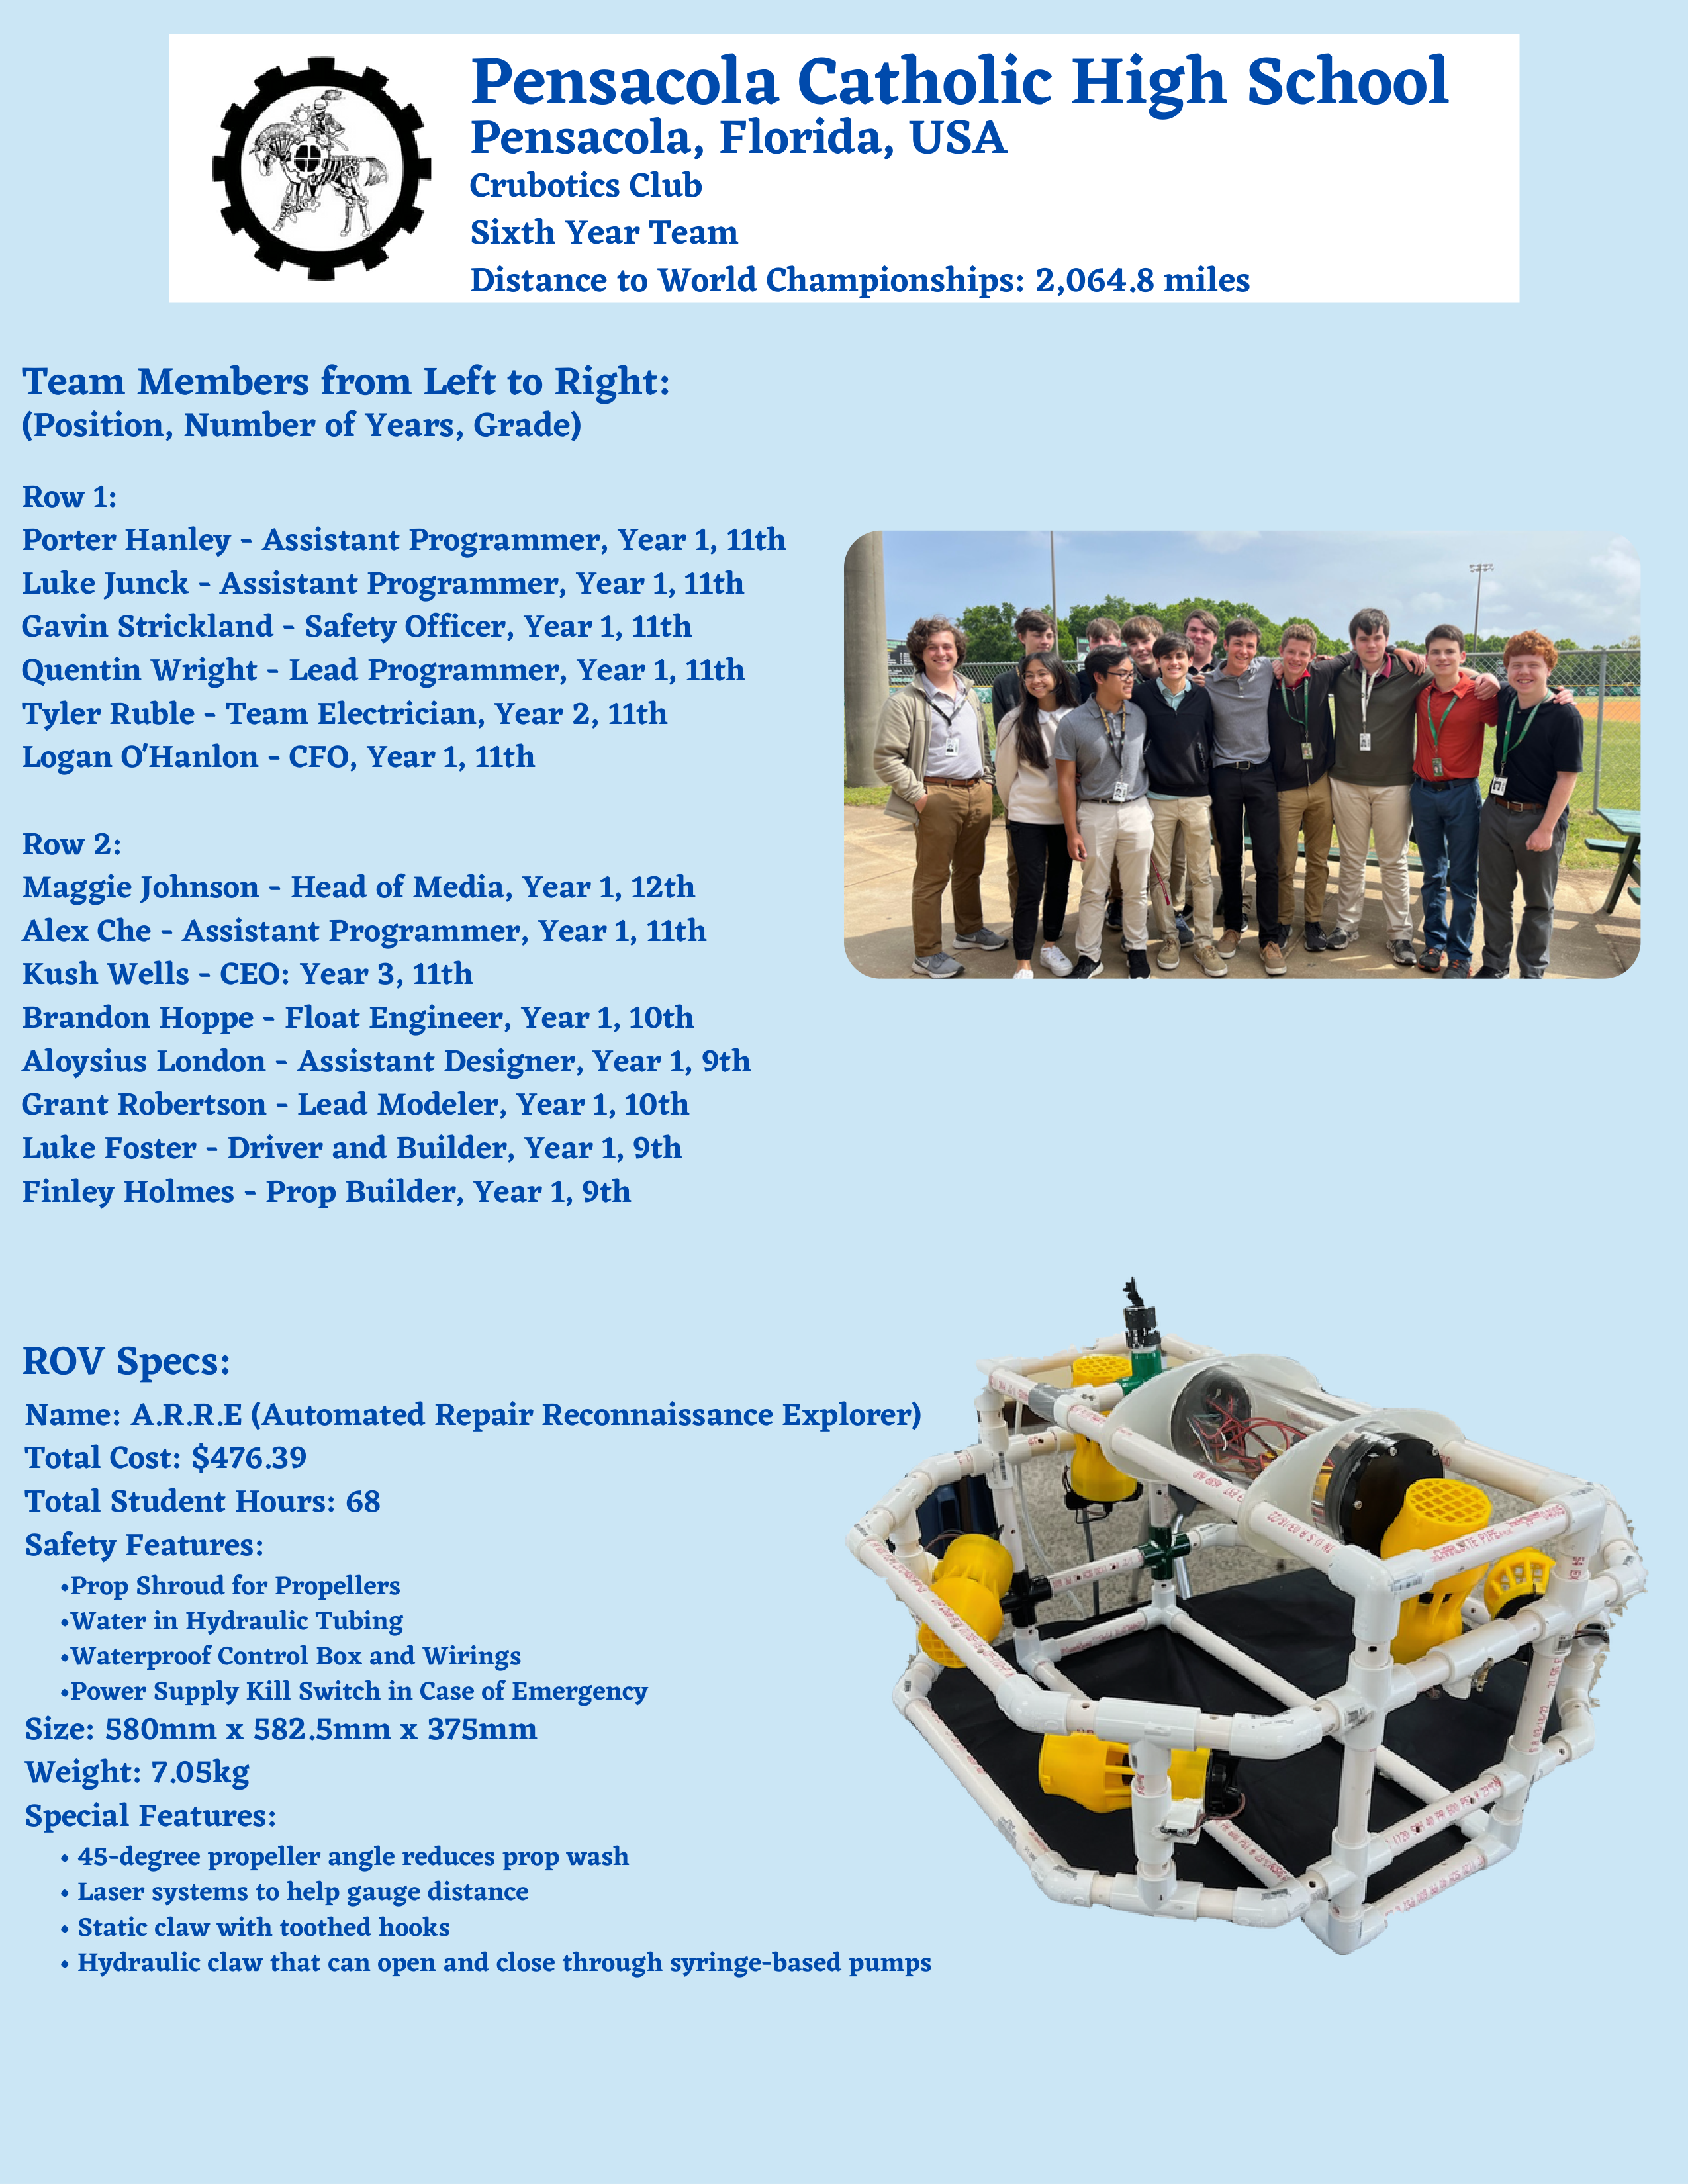 Pensacola Catholic High School
Pensacola, Florida, USA
Crubotics Club
Sixth Year Team
Distance to World Championships: 2,064.8 miles
Team Members from Left to Right:
(Position, Number of Years, Grade)
Row 1:
Porter Hanley - Assistant Programmer, Year 1, 11th
Luke Junck - Assistant Programmer, Year 1, 11th
Gavin Strickland - Safety Officer, Year 1, 11th
Quentin Wright - Lead Programmer, Year 1, 11th
Tyler Ruble - Team Electrician, Year 2, 11th
Logan O'Hanlon - CFO, Year 1, 11th
Row 2:
Maggie Johnson - Head of Media, Year 1, 12th
Alex Che - Assistant Programmer, Year 1, 11th
Kush Wells - CEO: Year 3, 11th
Brandon Hoppe - Float Engineer, Year 1, 10th
Aloysius London - Assistant Designer, Year 1, 9th
Grant Robertson - Lead Modeler, Year 1, 10th
Luke Foster - Driver and Builder, Year 1, 9th
Finley Holmes - Prop Builder, Year 1, 9th
ROV Specs:
Name: A.R.R.E (Automated Repair Reconnaissance Explorer)
Total Cost: $476.39
Total Student Hours: 68
Safety Features:
•Prop Shroud for Propellers
•Water in Hydraulic Tubing
•Waterproof Control Box and Wirings
•Power Supply Kill Switch in Case of Emergency
Size: 580mm x 582.5mm x 375mm
Weight: 7.05kg
Special Features:
• 45-degree propeller angle reduces prop wash
• Laser systems to help gauge distance
• Static claw with toothed hooks
• Hydraulic claw that can open and close through syringe-based pumps